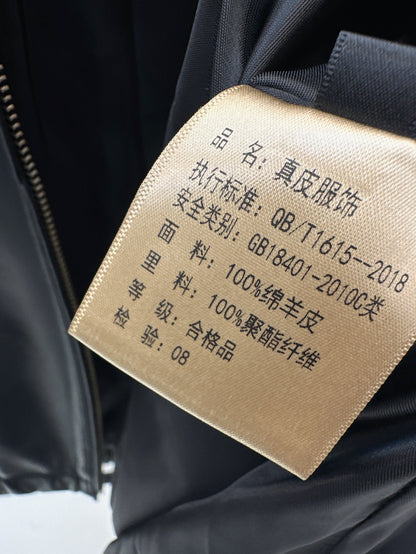 品 名：真皮服饰
执行标准：QB/T1615--2018
安全类别：GB18401-2010C类
面 料：100%绵羊皮
里 料：100%聚酯纤维
等 级：合格品
检 验：08